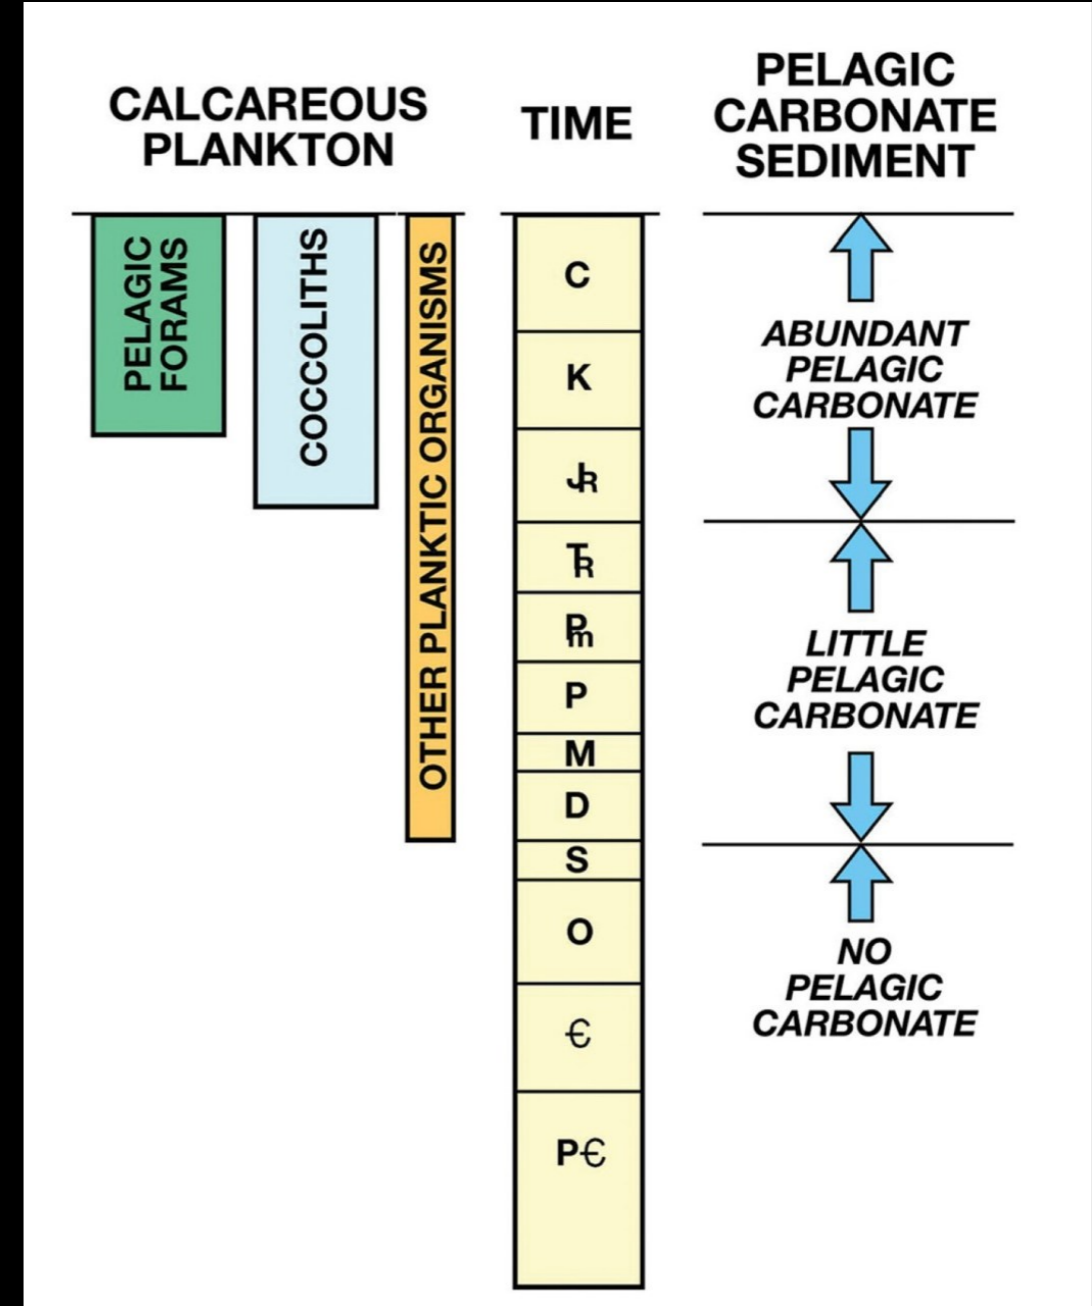 CALCAREOUS
PLANKTON
TIME
PELAGIC
CARBONATE
SEDIMENT
PELAGIC
FORAMS
COCCOLITHS
OTHER PLANKTIC ORGANISMS
C
K
JR
TR
Pm
P
M
D
S
O
Є
PЄ
ABUNDANT
PELAGIC
CARBONATE
LITTLE
PELAGIC
CARBONATE
NO
PELAGIC
CARBONATE